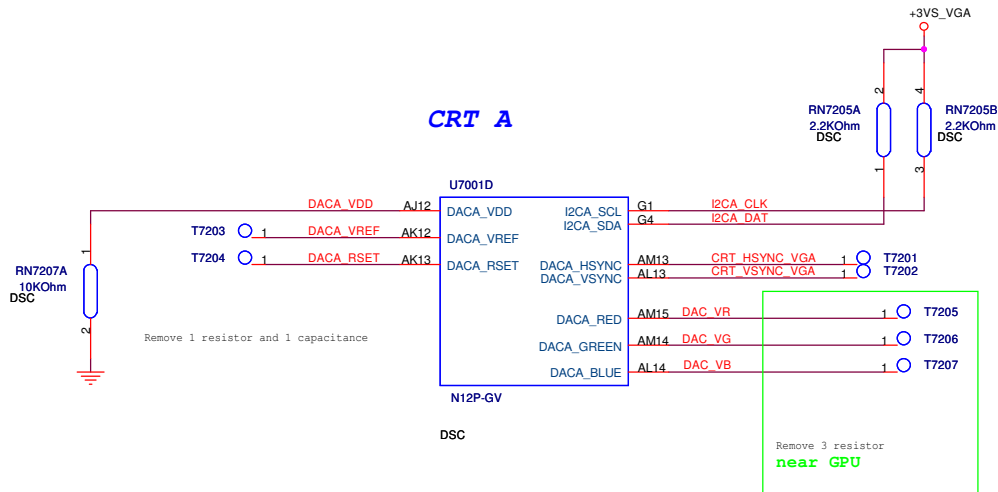 +3VS_VGA
CRT A
2 4
RN7205A RN7205B
2.2KOhm 2.2KOhm
DSC DSC
1 3
U7001D
DACA_VDD AJ12 DACA_VDD I2CA_SCL G1 I2CA_CLK
I2CA_SDA G4 I2CA_DAT
T7203 1 DACA_VREF AK12 DACA_VREF
T7204 1 DACA_RSET AK13 DACA_RSET DACA_HSYNC AM13 CRT_HSYNC_VGA 1 T7201
DACA_VSYNC AL13 CRT_VSYNC_VGA 1 T7202
1
RN7207A
10KOhm
DSC
2
DACA_RED AM15 DAC_VR 1 T7205
Remove 1 resistor and 1 capacitance
DACA_GREEN AM14 DAC_VG 1 T7206
DACA_BLUE AL14 DAC_VB 1 T7207
N12P-GV
DSC
Remove 3 resistor
near GPU